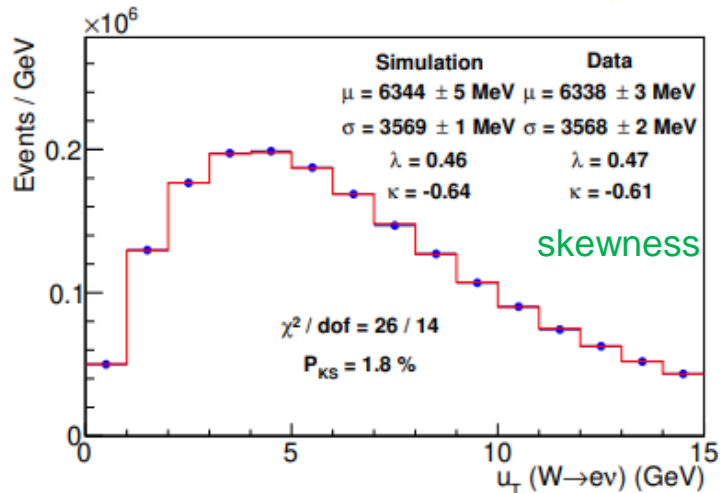 ×10⁶
Events / GeV
Simulation Data
μ = 6344 ± 5 MeV μ = 6338 ± 3 MeV
σ = 3569 ± 1 MeV σ = 3568 ± 2 MeV
λ = 0.46 λ = 0.47
κ = -0.64 κ = -0.61
skewness
χ² / dof = 26 / 14
P_KS = 1.8 %
0.2
0.1
0
0 5 10 15
u_T (W→eν) (GeV)